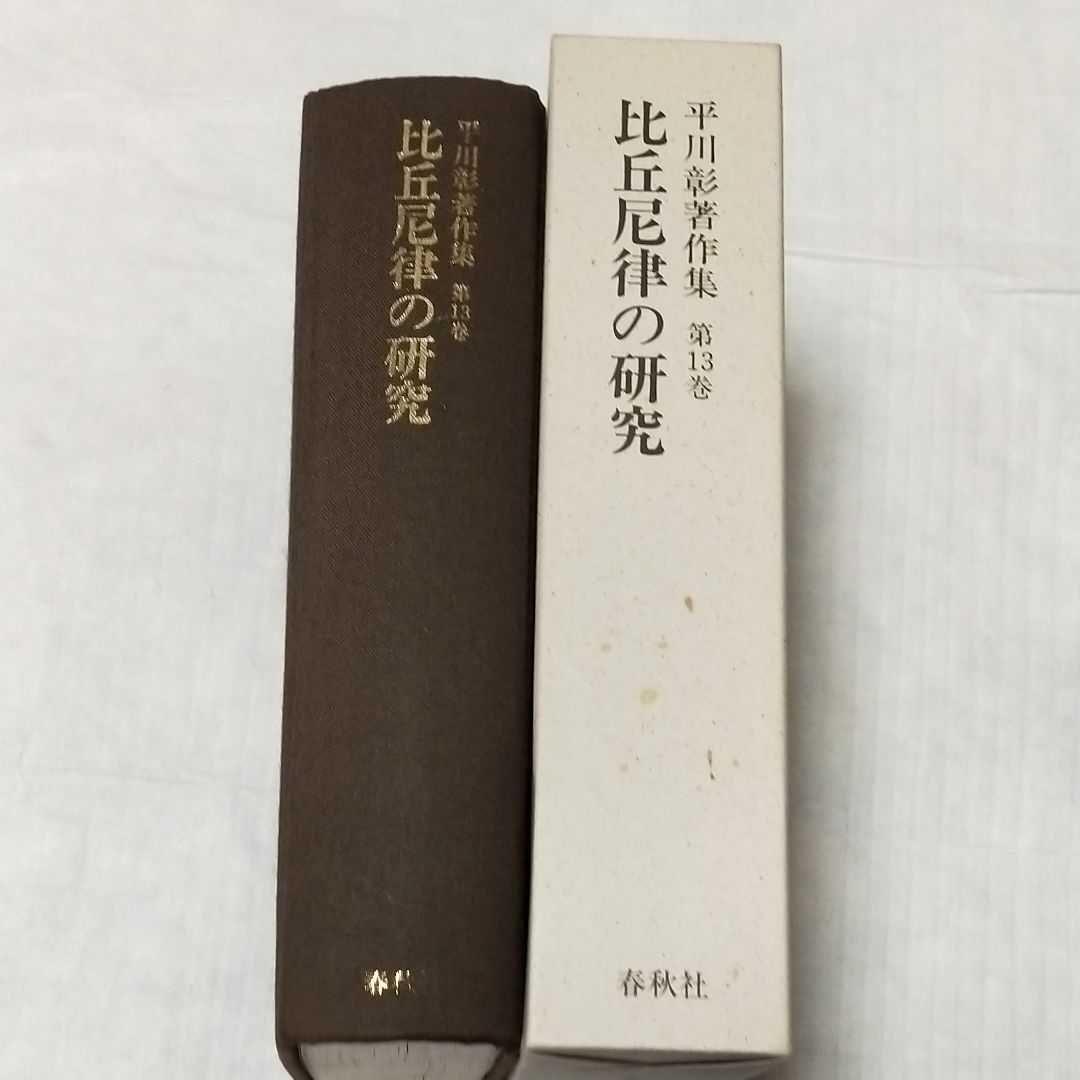 平川彰著作集 第13巻
比丘尼律の研究
春秋
平川彰著作集 第13巻
比丘尼律の研究
春秋社